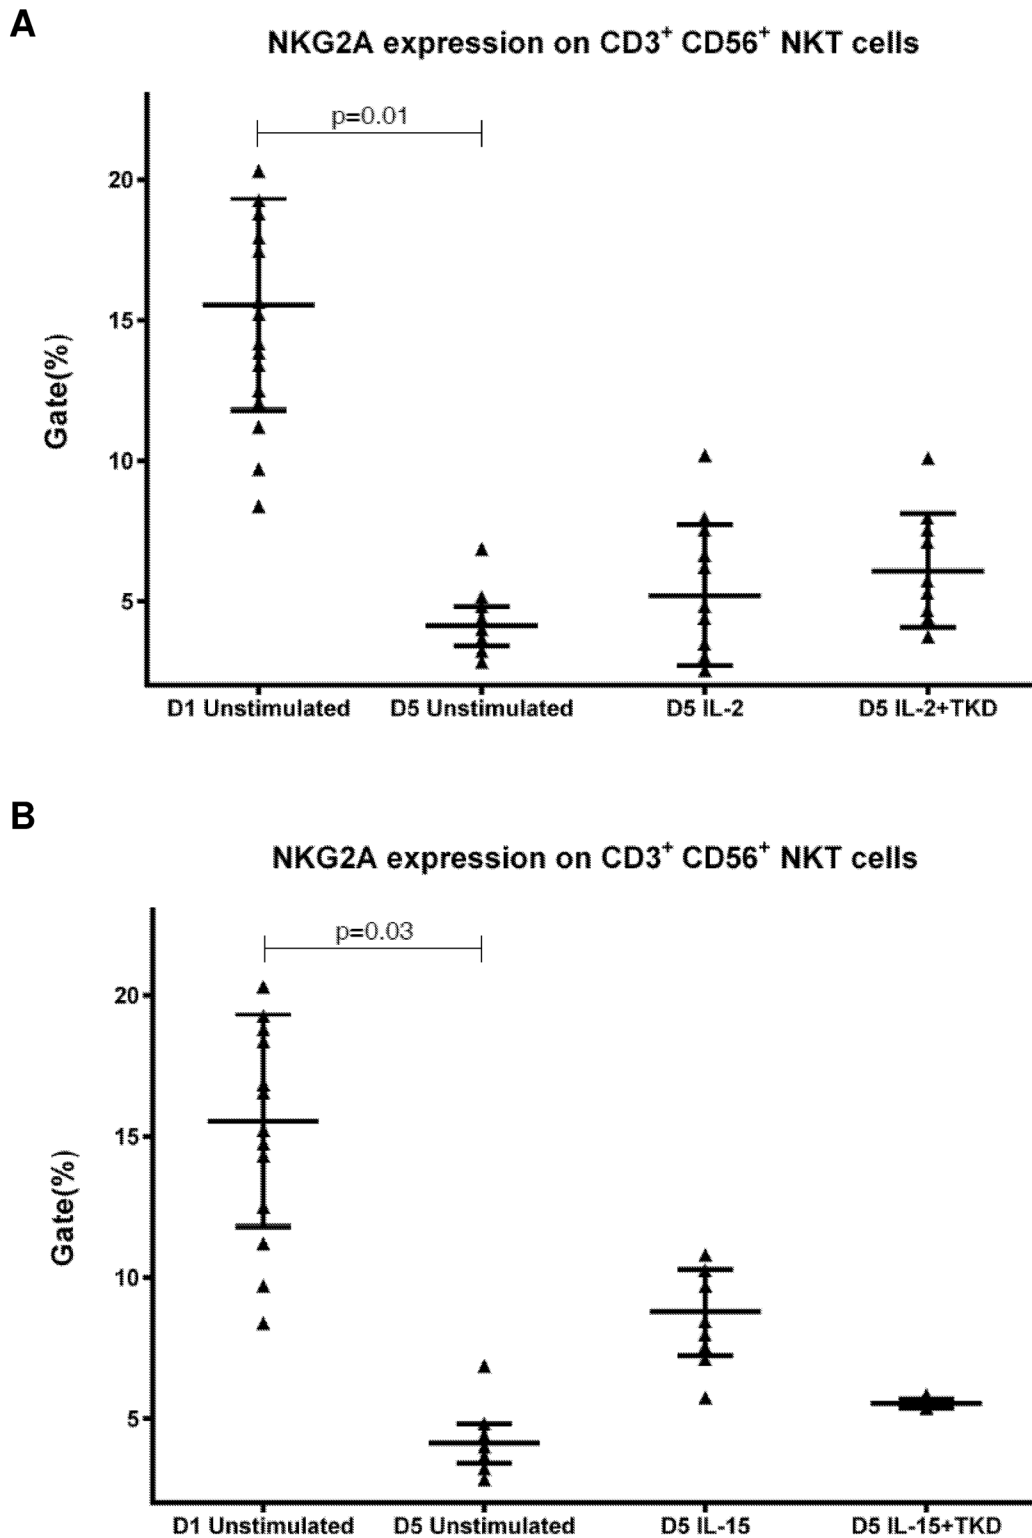 A
NKG2A expression on CD3⁺ CD56⁺ NKT cells
p=0.01
20
15
10
5
Gate(%)
D1 Unstimulated D5 Unstimulated D5 IL-2 D5 IL-2+TKD
B
NKG2A expression on CD3⁺ CD56⁺ NKT cells
p=0.03
20
15
10
5
Gate(%)
D1 Unstimulated D5 Unstimulated D5 IL-15 D5 IL-15+TKD